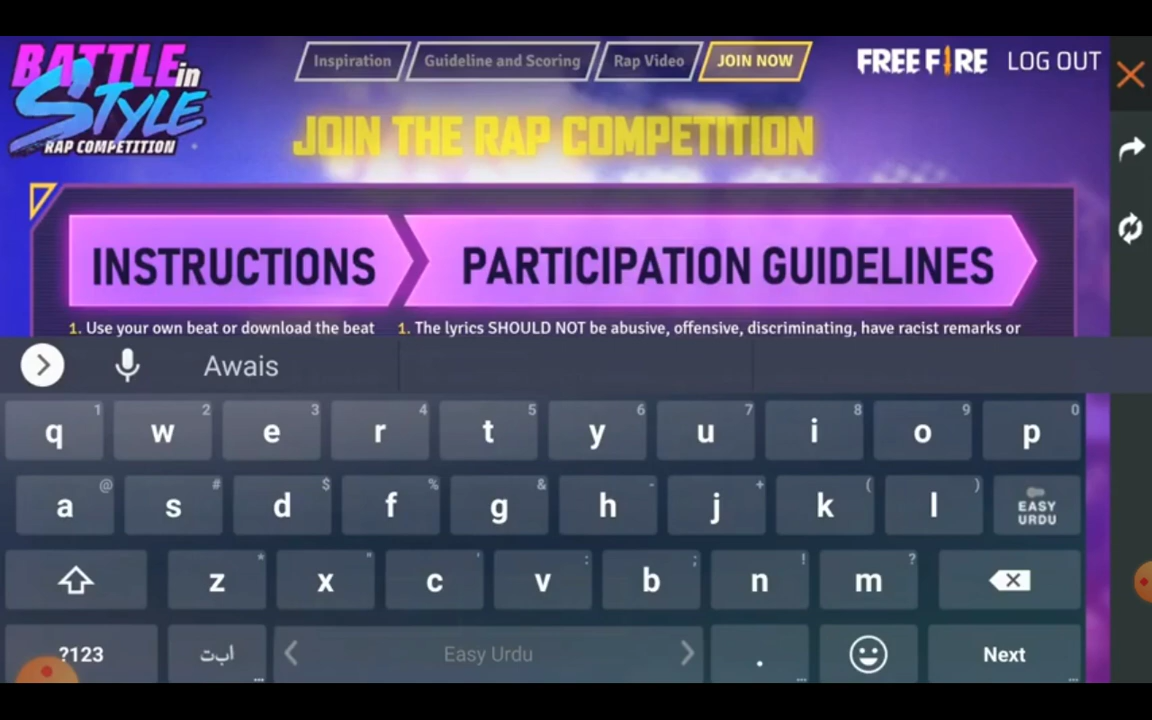 BATTLE in STYLE
RAP COMPETITION
Inspiration
Guideline and Scoring
Rap Video
JOIN NOW
FREE FIRE
LOG OUT
JOIN THE RAP COMPETITION
INSTRUCTIONS
PARTICIPATION GUIDELINES
1. Use your own beat or download the beat
1. The lyrics SHOULD NOT be abusive, offensive, discriminating, have racist remarks or
Awais
q 1 w 2 e 3 r 4 t 5 y 6 u 7 i 8 o 9 p 0
a @ s # d $ f % g & h - j + k ( l ) EASY URDU
z * x " c ' v : b ; n ! m ?
?123 ابت ... < Easy Urdu > . ... Next ...